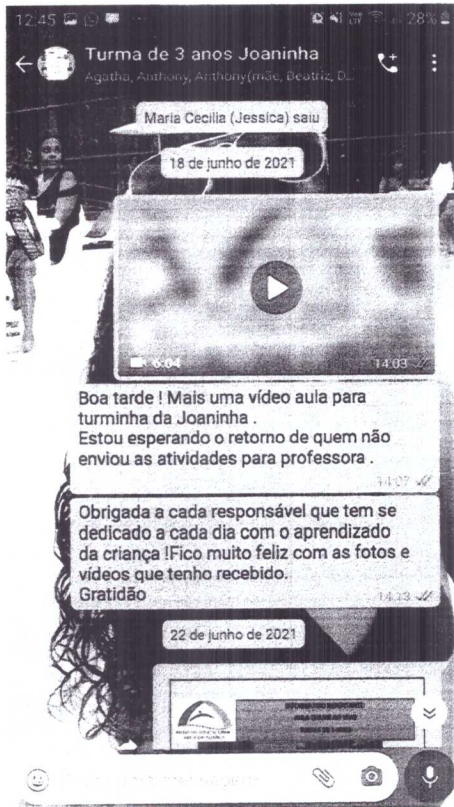 12:45
28%
Turma de 3 anos Joaninha
Agatha, Anthony, Anthony(mãe, Beatriz, D...
Maria Cecilia (Jessica) saiu
18 de junho de 2021
6:04
14:03
Boa tarde ! Mais uma vídeo aula para
turminha da Joaninha .
Estou esperando o retorno de quem não
enviou as atividades para professora .
14:07
Obrigada a cada responsável que tem se
dedicado a cada dia com o aprendizado
da criança !Fico muito feliz com as fotos e
vídeos que tenho recebido.
Gratidão
14:13
22 de junho de 2021